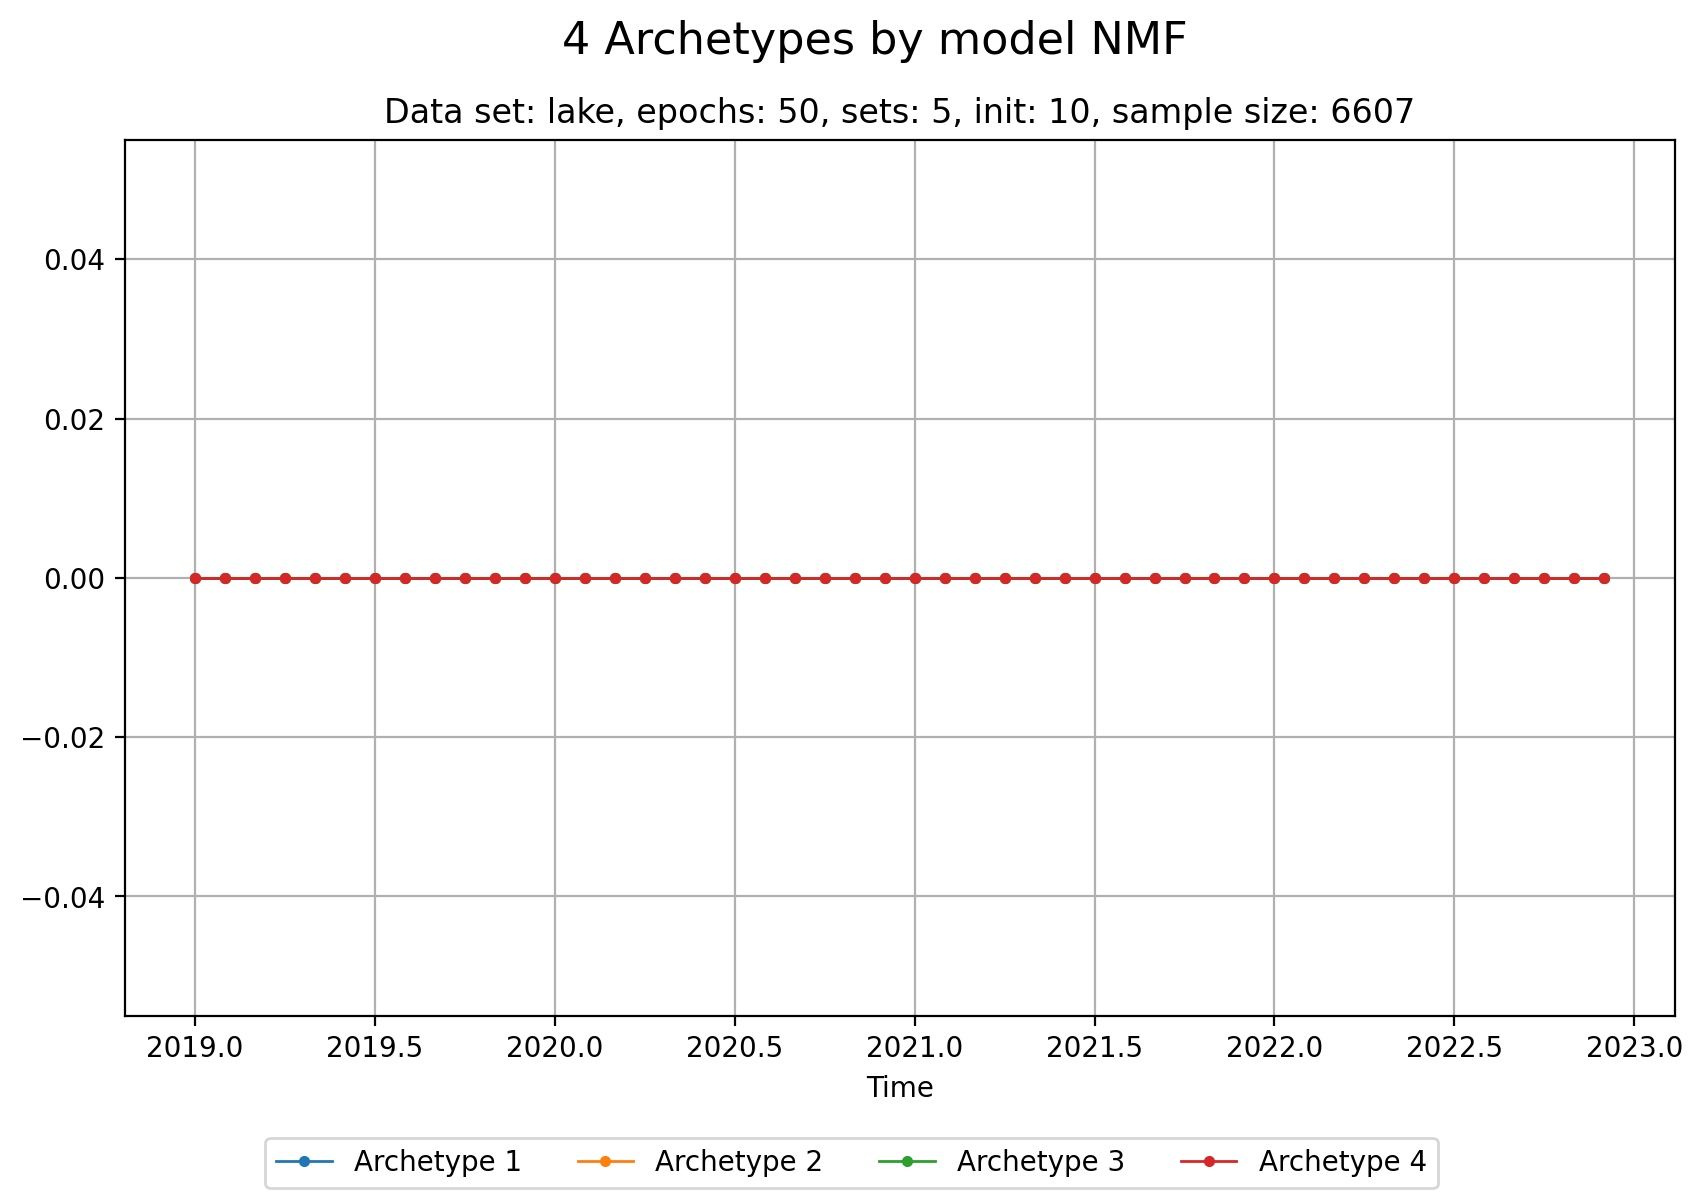 4 Archetypes by model NMF
Data set: lake, epochs: 50, sets: 5, init: 10, sample size: 6607
0.04
0.02
0.00
−0.02
−0.04
2019.0 2019.5 2020.0 2020.5 2021.0 2021.5 2022.0 2022.5 2023.0
Time
Archetype 1 Archetype 2 Archetype 3 Archetype 4